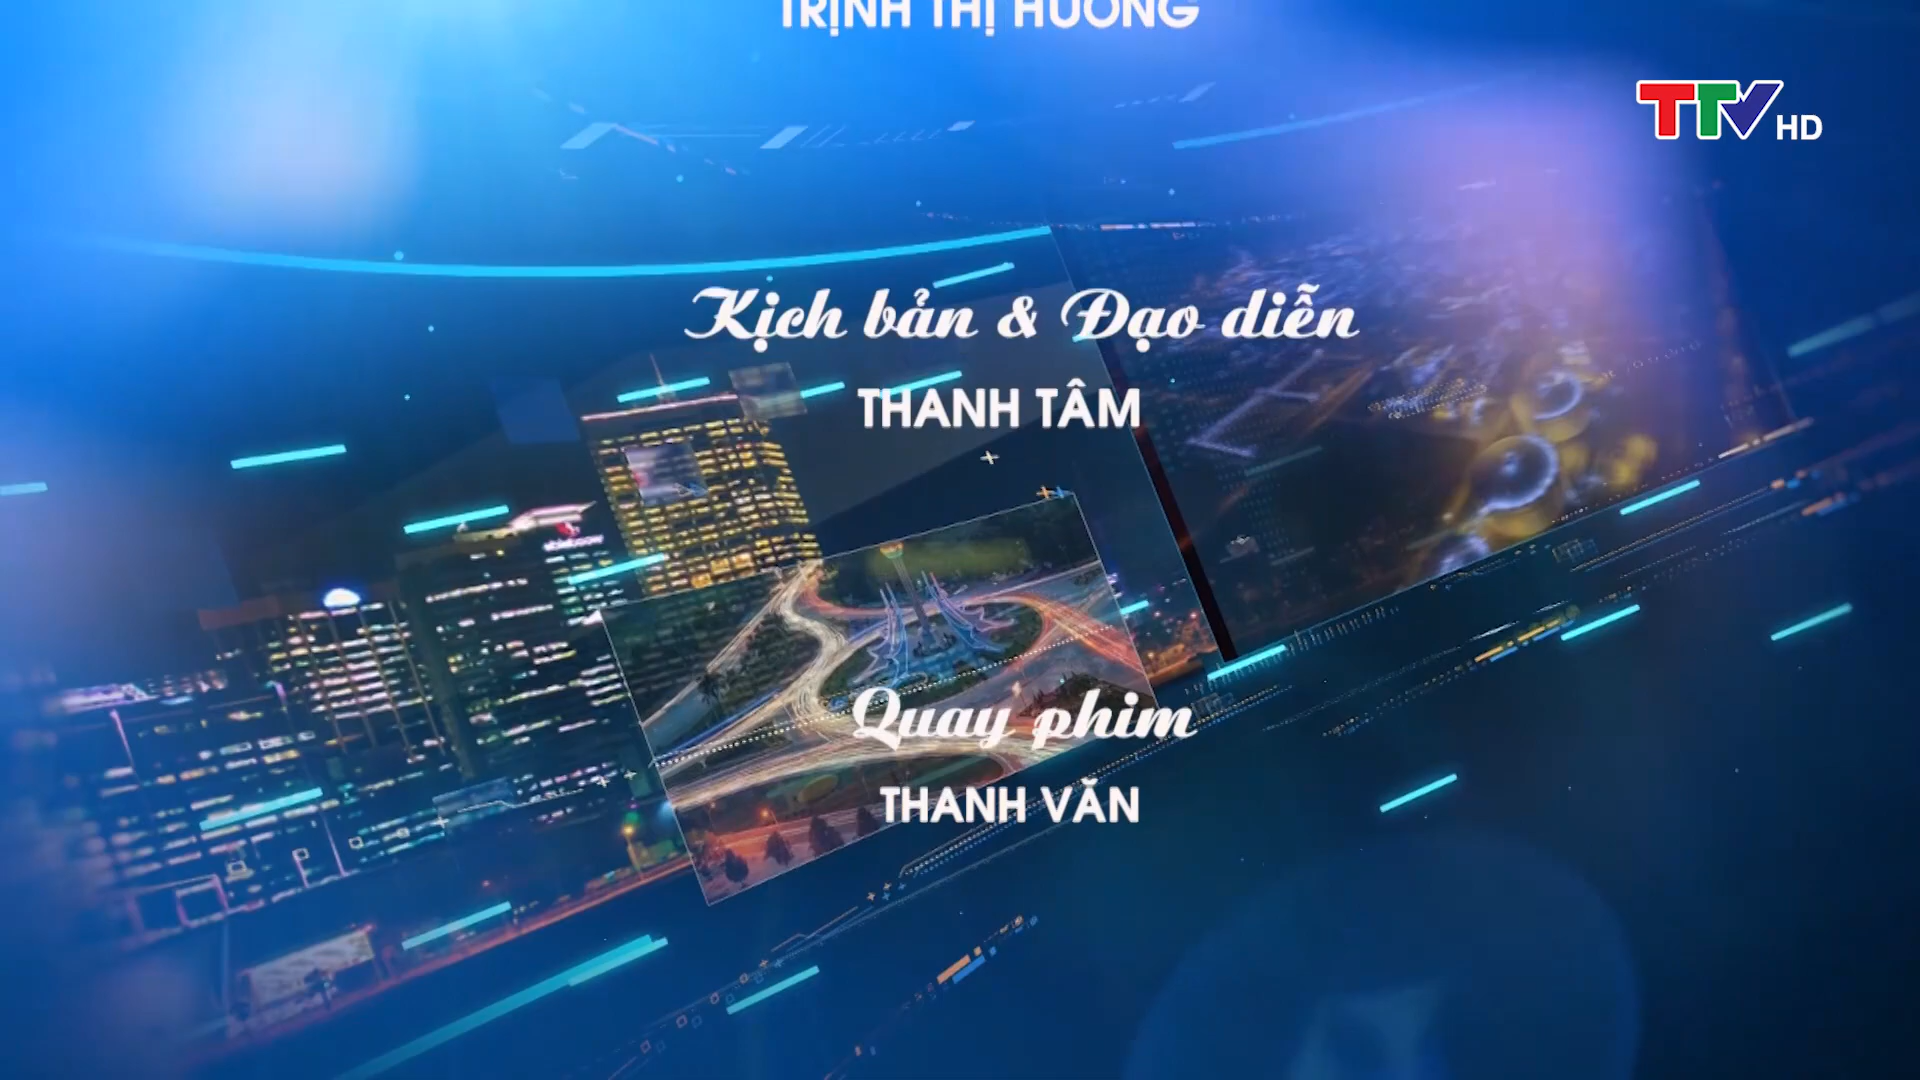 TRỊNH THỊ HƯƠNG
TTV HD
Kịch bản & Đạo diễn
THANH TÂM
Quay phim
THANH VĂN